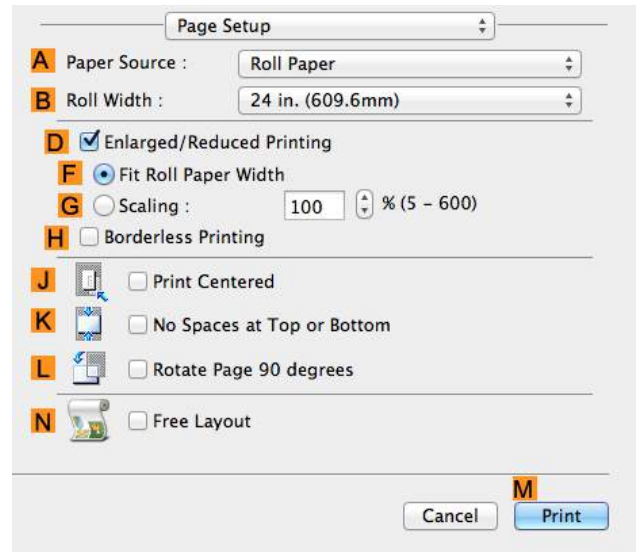 Page Setup
A Paper Source : Roll Paper
B Roll Width : 24 in. (609.6mm)
D Enlarged/Reduced Printing
F Fit Roll Paper Width
G Scaling : 100 % (5 - 600)
H Borderless Printing
J Print Centered
K No Spaces at Top or Bottom
L Rotate Page 90 degrees
N Free Layout
M
Cancel Print